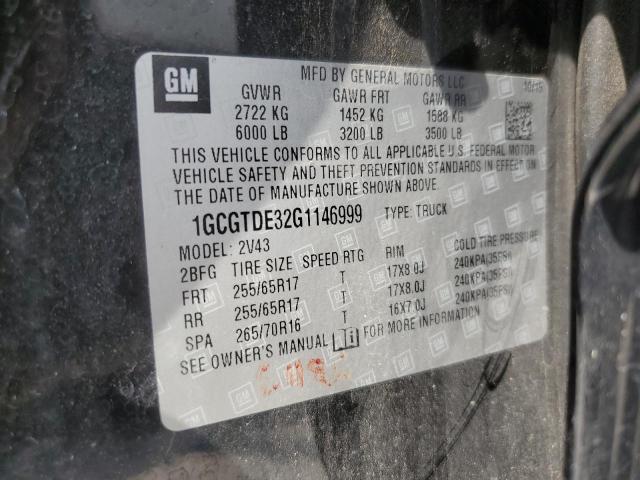 GM
MFD BY GENERAL MOTORS LLC 10/15
GVWR GAWR FRT GAWR RR
2722 KG 1452 KG 1588 KG
6000 LB 3200 LB 3500 LB
THIS VEHICLE CONFORMS TO ALL APPLICABLE U.S. FEDERAL MOTOR
VEHICLE SAFETY AND THEFT PREVENTION STANDARDS IN EFFECT ON
THE DATE OF MANUFACTURE SHOWN ABOVE.
1GCGTDE32G1146999 TYPE: TRUCK
MODEL: 2V43
2BFG TIRE SIZE SPEED RTG RIM COLD TIRE PRESSURE
FRT 255/65R17 T 17X8.0J 240KPA(35PSI)
RR 255/65R17 T 17X8.0J 240KPA(35PSI)
SPA 265/70R16 T 16X7.0J 240KPA(35PSI)
SEE OWNER'S MANUAL i FOR MORE INFORMATION